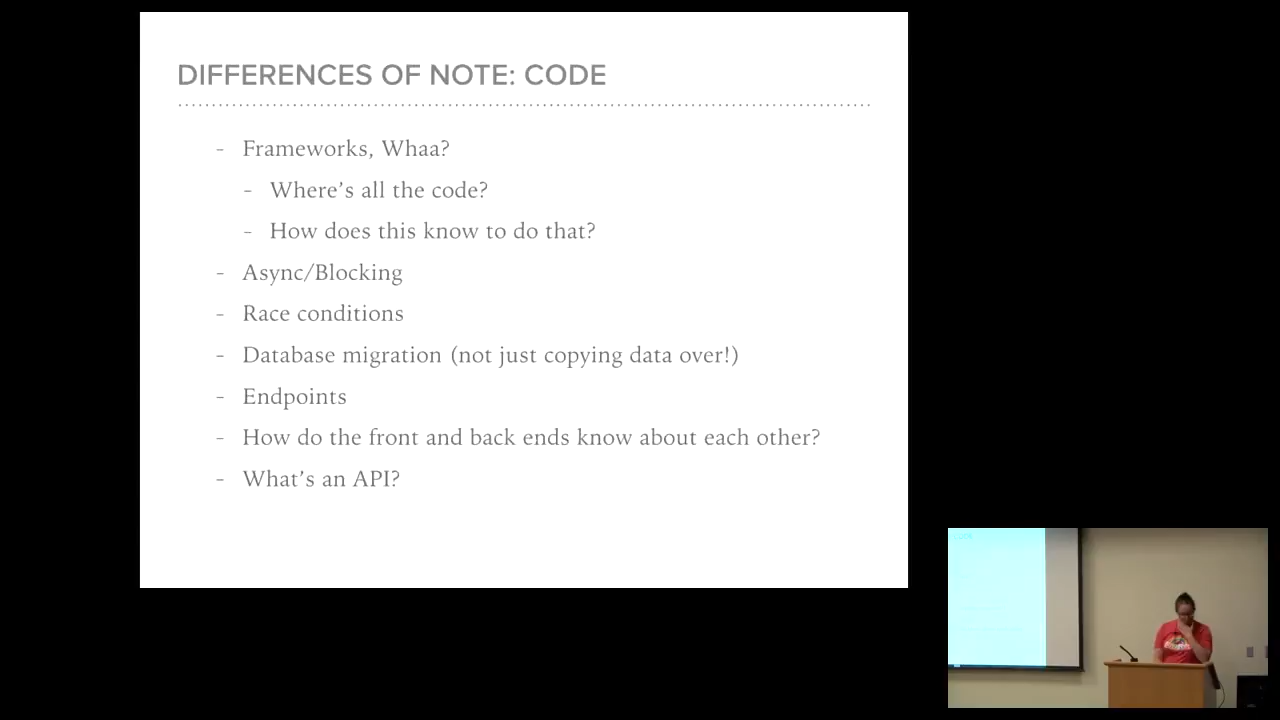 DIFFERENCES OF NOTE: CODE
- Frameworks, Whaa?
- Where's all the code?
- How does this know to do that?
- Async/Blocking
- Race conditions
- Database migration (not just copying data over!)
- Endpoints
- How do the front and back ends know about each other?
- What's an API?